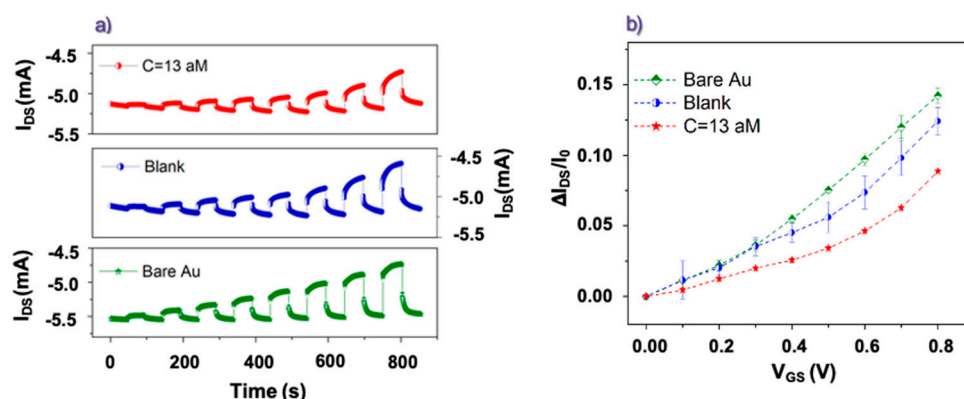 a)
-4.5
-5.0
-5.5
I_DS(mA)
C=13 aM
-4.5
-5.0
-5.5
I_DS(mA)
Blank
-4.5
-5.0
-5.5
I_DS(mA)
Bare Au
0 200 400 600 800
Time (s)
b)
0.15
0.10
0.05
0.00
ΔI_DS/I_0
Bare Au
Blank
C=13 aM
0.00 0.2 0.4 0.6 0.8
V_GS (V)